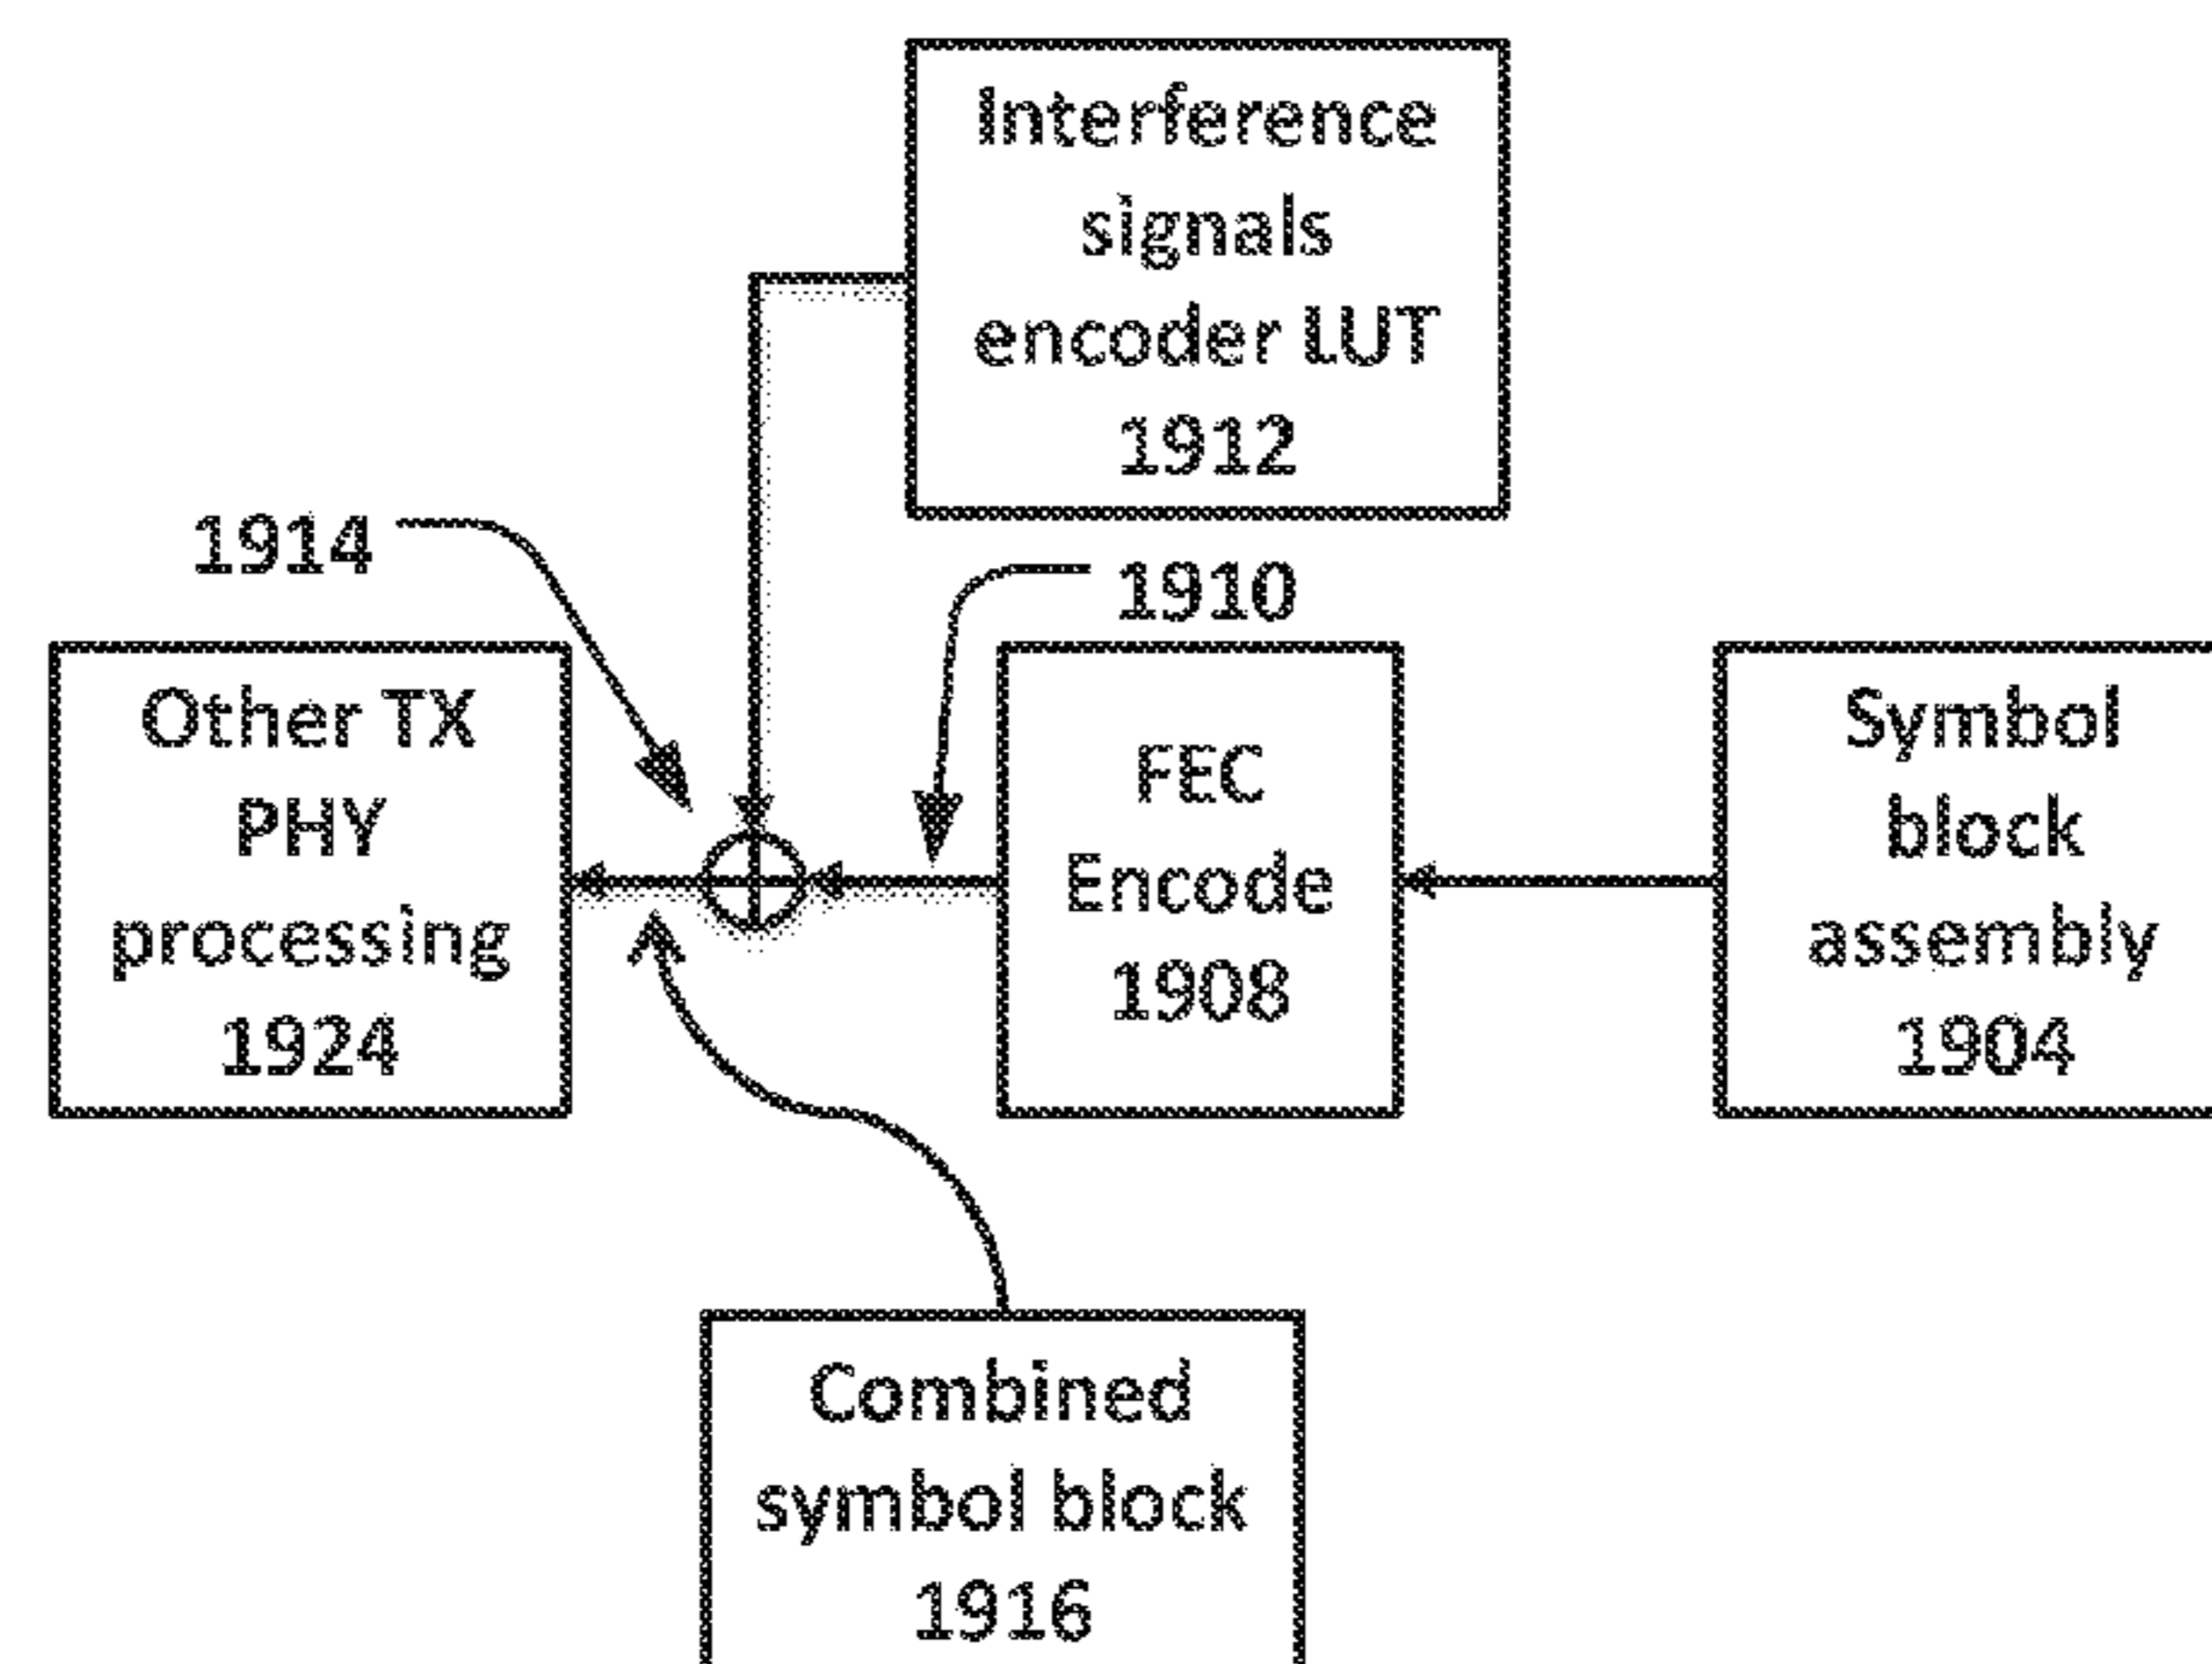 Interference
signals
encoder LUT
1912
1914
1910
Other TX
PHY
processing
1924
FEC
Encode
1908
Symbol
block
assembly
1904
Combined
symbol block
1916